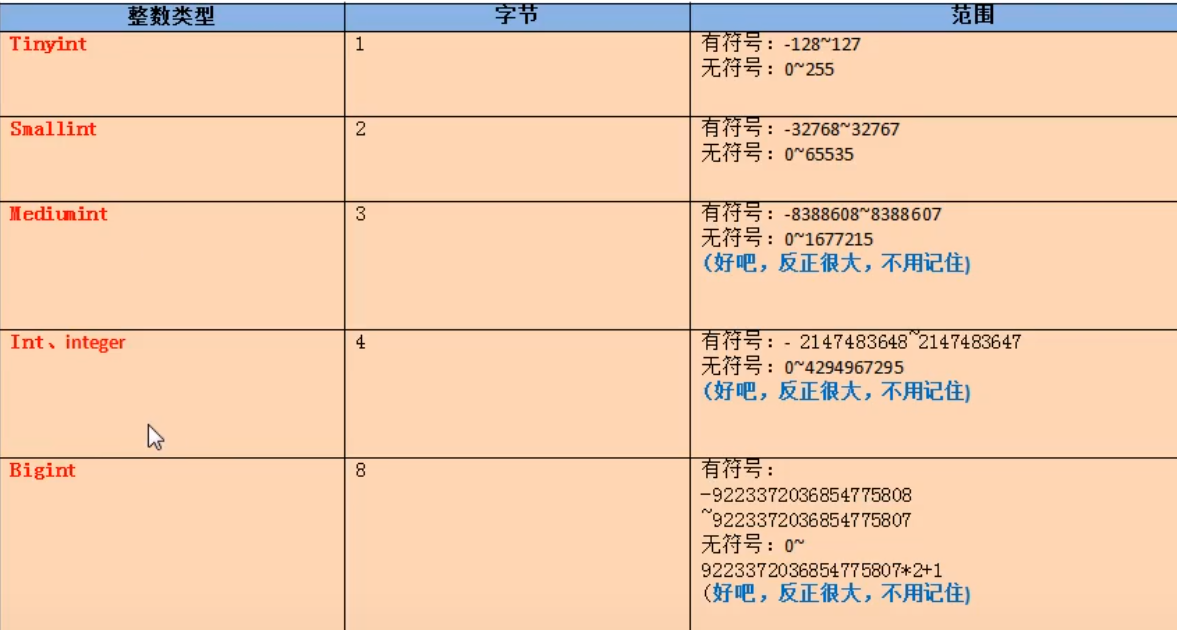 整数类型 字节 范围
Tinyint 1 有符号：-128~127
无符号：0~255
Smallint 2 有符号：-32768~32767
无符号：0~65535
Mediumint 3 有符号：-8388608~8388607
无符号：0~1677215
（好吧，反正很大，不用记住)
Int、integer 4 有符号：- 2147483648~2147483647
无符号：0~4294967295
（好吧，反正很大，不用记住)
Bigint 8 有符号：
-9223372036854775808
~9223372036854775807
无符号：0~
9223372036854775807*2+1
（好吧，反正很大，不用记住)